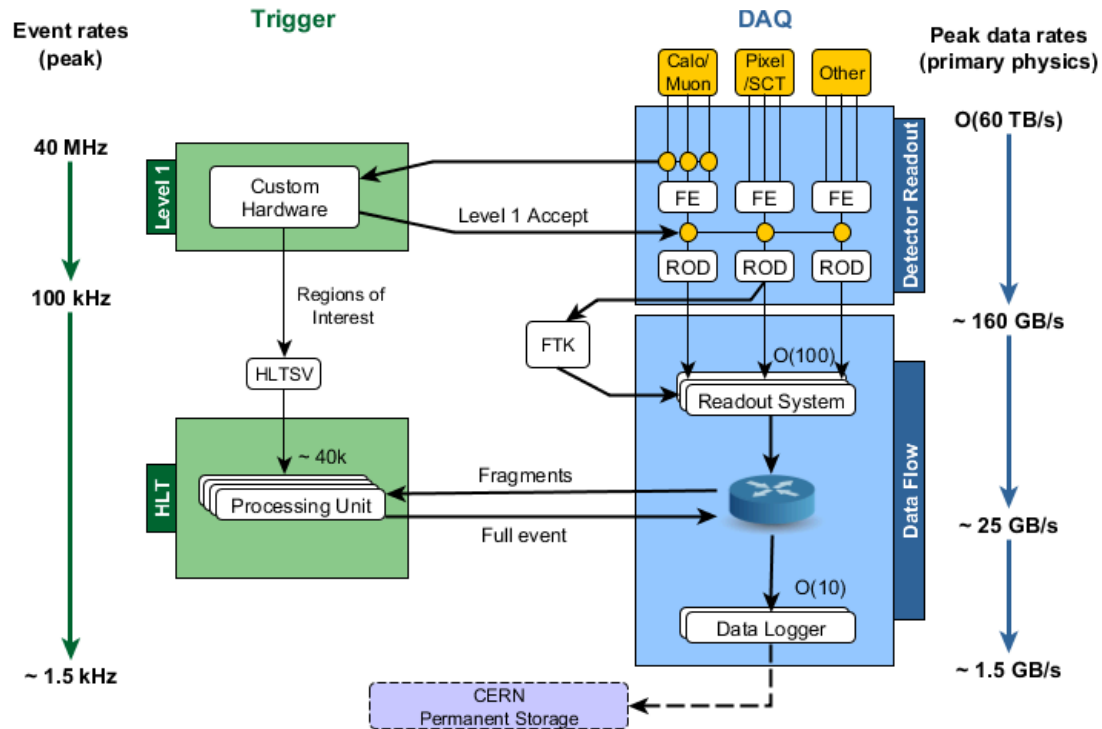 Event rates
(peak)
Trigger
DAQ
Peak data rates
(primary physics)
Calo/
Muon
Pixel
/SCT
Other
40 MHz
O(60 TB/s)
Level 1
Custom
Hardware
Level 1 Accept
FE
FE
FE
ROD
ROD
ROD
Detector Readout
100 kHz
Regions of
Interest
~ 160 GB/s
FTK
O(100)
HLTSV
Readout System
HLT
~ 40k
Processing Unit
Fragments
Full event
Data Flow
~ 25 GB/s
O(10)
Data Logger
~ 1.5 kHz
~ 1.5 GB/s
CERN
Permanent Storage